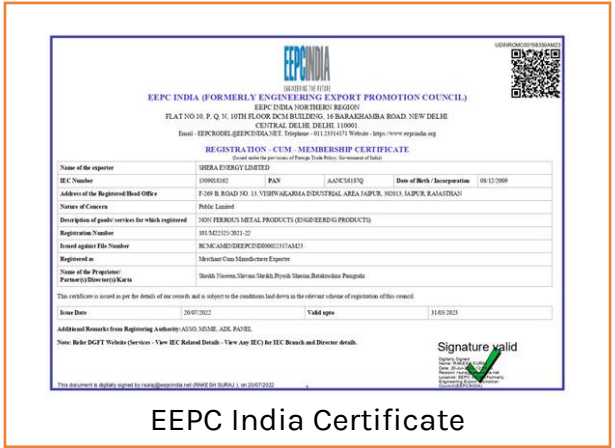 UDINRCMC00156350AM23
EEPCINDIA
ENGINEERING THE FUTURE
EEPC INDIA (FORMERLY ENGINEERING EXPORT PROMOTION COUNCIL)
EEPC INDIA NORTHERN REGION
FLAT NO.10, P, Q, N, 10TH FLOOR DCM BUILDING, 16 BARAKHAMBA ROAD, NEW DELHI.
CENTRAL DELHI, DELHI, 110001
Email - EEPCRODEL@EEPCINDIA.NET, Telephone - 011 23314171 Website - https://www.eepcindia.org
REGISTRATION - CUM - MEMBERSHIP CERTIFICATE
(Issued under the provisions of Foreign Trade Policy, Government of India)
Name of the exporter SHERA ENERGY LIMITED
IEC Number PAN AANCS6187Q Date of Birth / Incorporation 08/12/2009
Address of the Registered/Head Office F-269 B, ROAD NO. 13, VISHWAKARMA INDUSTRIAL AREA JAIPUR, 302013, JAIPUR, RAJASTHAN
Nature of Concern Public Limited
Description of goods/ services for which registered NON FERROUS METAL PRODUCTS (ENGINEERING PRODUCTS)
Registration Number 101/M22525/2021-22
Issued against File Number RCMCAMENDEEPCINDI00022337AM23
Registered as Merchant Cum Manufacturer Exporter
Name of the Proprietor/
Partner(s)/Director(s)/Karta Sheikh Naseem,Shivani Sheikh,Piyush Sharma,Batakrushna Panigrahi
This certificate is issued as per the details of our records and is subject to the conditions laid down in the relevant scheme of registration of this council.
Issue Date 20/07/2022 Valid upto 31/03/2023
Additional Remarks from Registering Authority:ASSO, MSME, ADL PANEL
Note: Refer DGFT Website (Services - View IEC Related Details - View Any IEC) for IEC Branch and Director details.
Signature valid
Digitally Signed
Name: RAKESH SURAJ
This document is digitally signed by rsuraj@eepcindia.net (RAKESH SURAJ ), on 20/07/2022
EEPC India Certificate